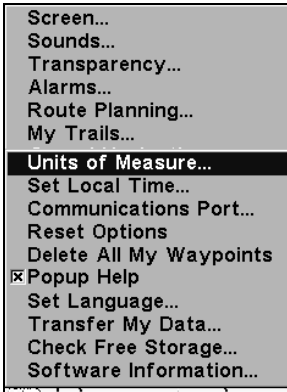 Screen...
Sounds...
Transparency...
Alarms...
Route Planning...
My Trails...
Units of Measure...
Set Local Time...
Communications Port...
Reset Options
Delete All My Waypoints
Popup Help
Set Language...
Transfer My Data...
Check Free Storage...
Software Information...